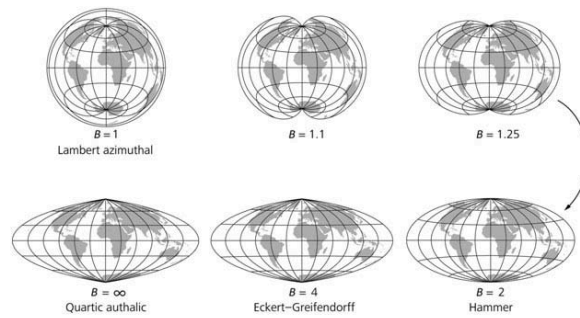 B = 1
Lambert azimuthal
B = 1.1
B = 1.25
B = ∞
Quartic authalic
B = 4
Eckert–Greifendorff
B = 2
Hammer